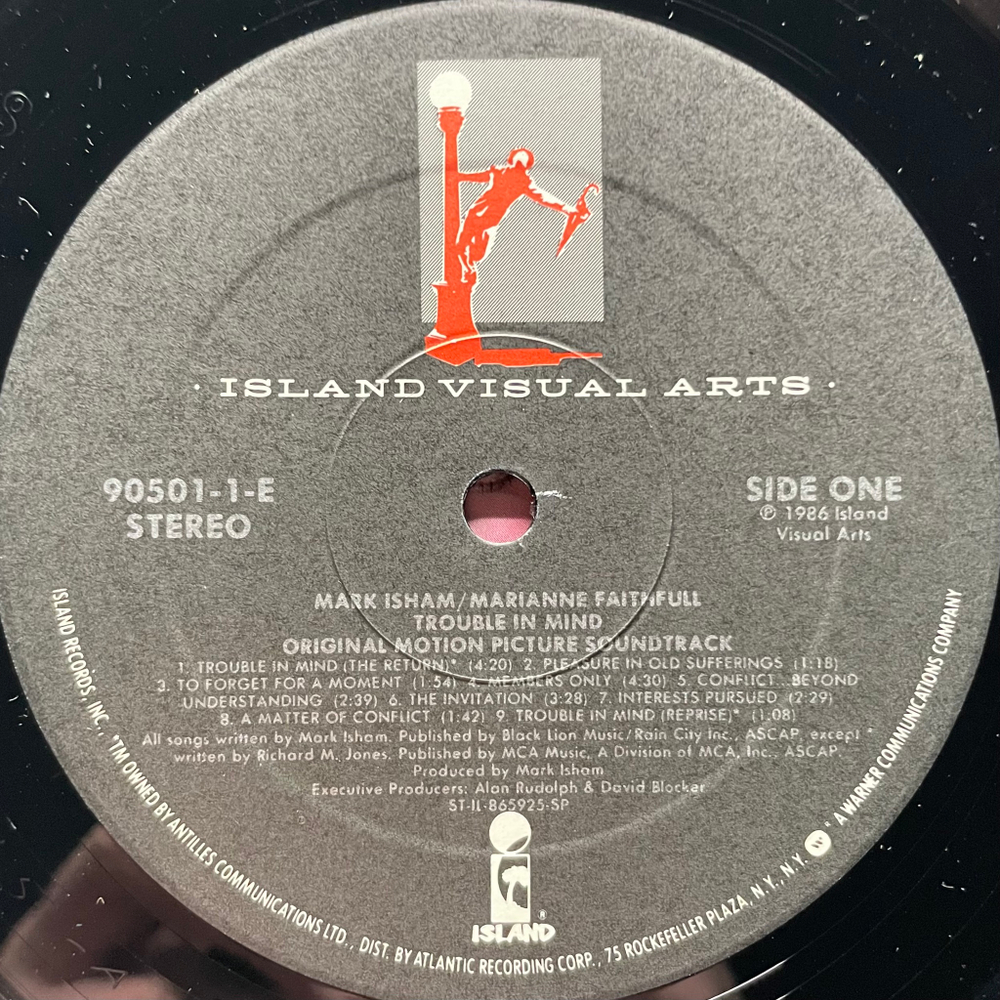 · ISLAND VISUAL ARTS ·
90501-1-E
STEREO
SIDE ONE
℗ 1986 Island
Visual Arts
MARK ISHAM/MARIANNE FAITHFULL
TROUBLE IN MIND
ORIGINAL MOTION PICTURE SOUNDTRACK
1. TROUBLE IN MIND (THE RETURN)* (4:20) 2. PLEASURE IN OLD SUFFERINGS (1:18)
3. TO FORGET FOR A MOMENT (1:54) 4. MEMBERS ONLY (4:30) 5. CONFLICT...BEYOND
UNDERSTANDING (2:39) 6. THE INVITATION (3:28) 7. INTERESTS PURSUED (2:29)
8. A MATTER OF CONFLICT (1:42) 9. TROUBLE IN MIND (REPRISE)* (1:08)
All songs written by Mark Isham. Published by Black Lion Music/Rain City Inc., ASCAP, except *
written by Richard M. Jones. Published by MCA Music, A Division of MCA, Inc., ASCAP.
Produced by Mark Isham
Executive Producers: Alan Rudolph & David Blocker
ST-IL-865925-SP
ISLAND ®
ISLAND RECORDS, INC., *TM OWNED BY ANTILLES COMMUNICATIONS LTD., DIST. BY ATLANTIC RECORDING CORP., 75 ROCKEFELLER PLAZA, N.Y., N.Y. * A WARNER COMMUNICATIONS COMPANY